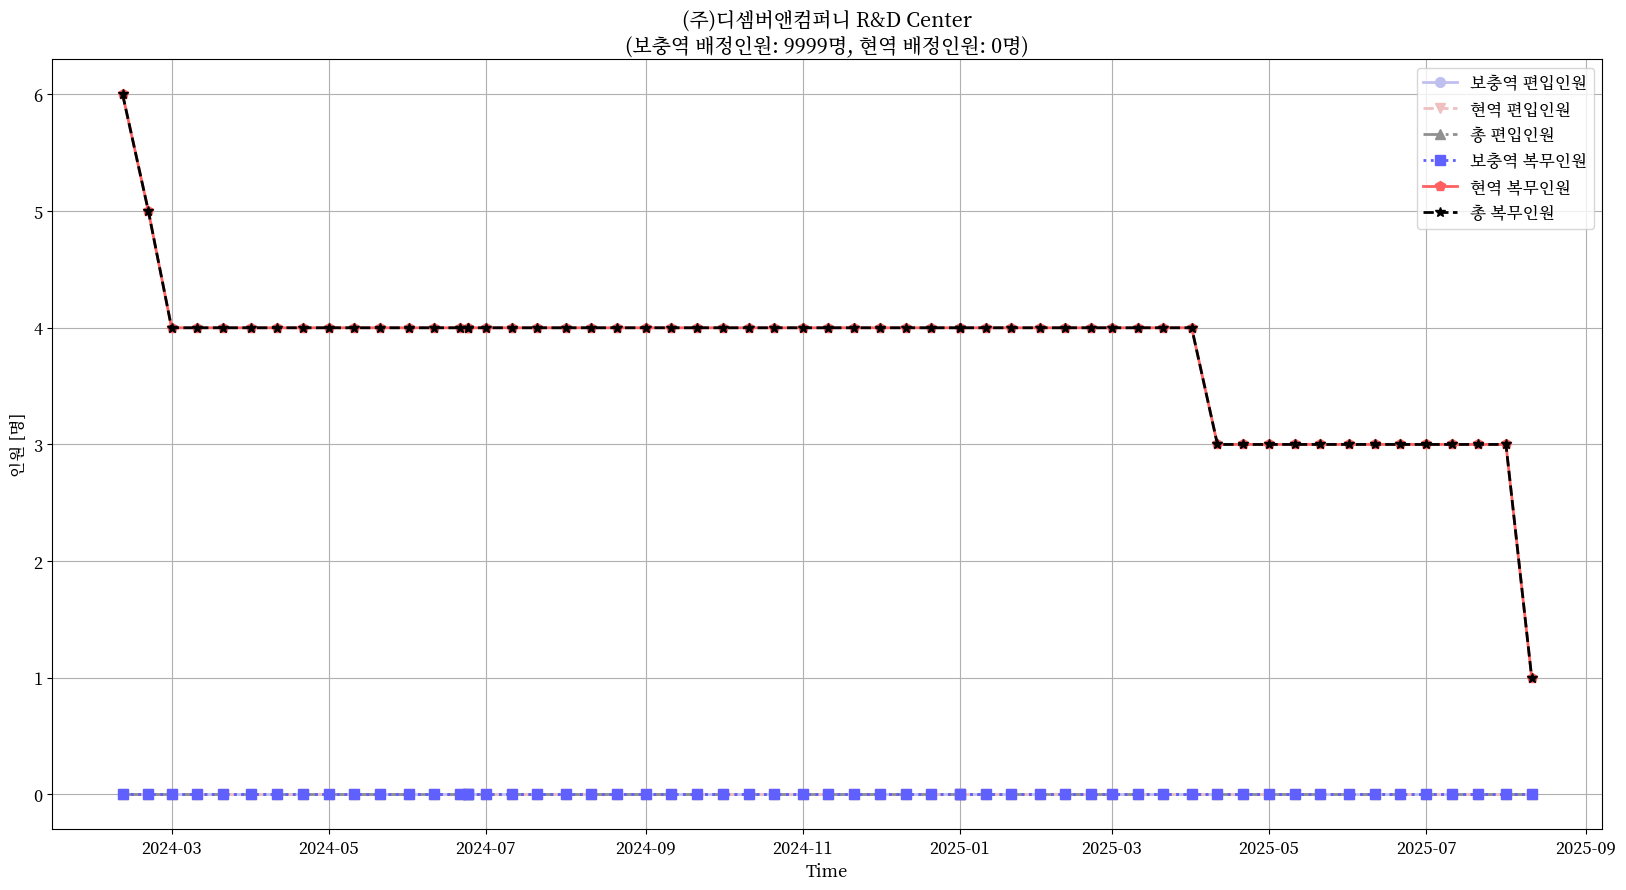 (주)디셈버앤컴퍼니 R&D Center
(보충역 배정인원: 9999명, 현역 배정인원: 0명)
보충역 편입인원
현역 편입인원
총 편입인원
보충역 복무인원
현역 복무인원
총 복무인원
인원 [명]
6
5
4
3
2
1
0
2024-03
2024-05
2024-07
2024-09
2024-11
2025-01
2025-03
2025-05
2025-07
2025-09
Time